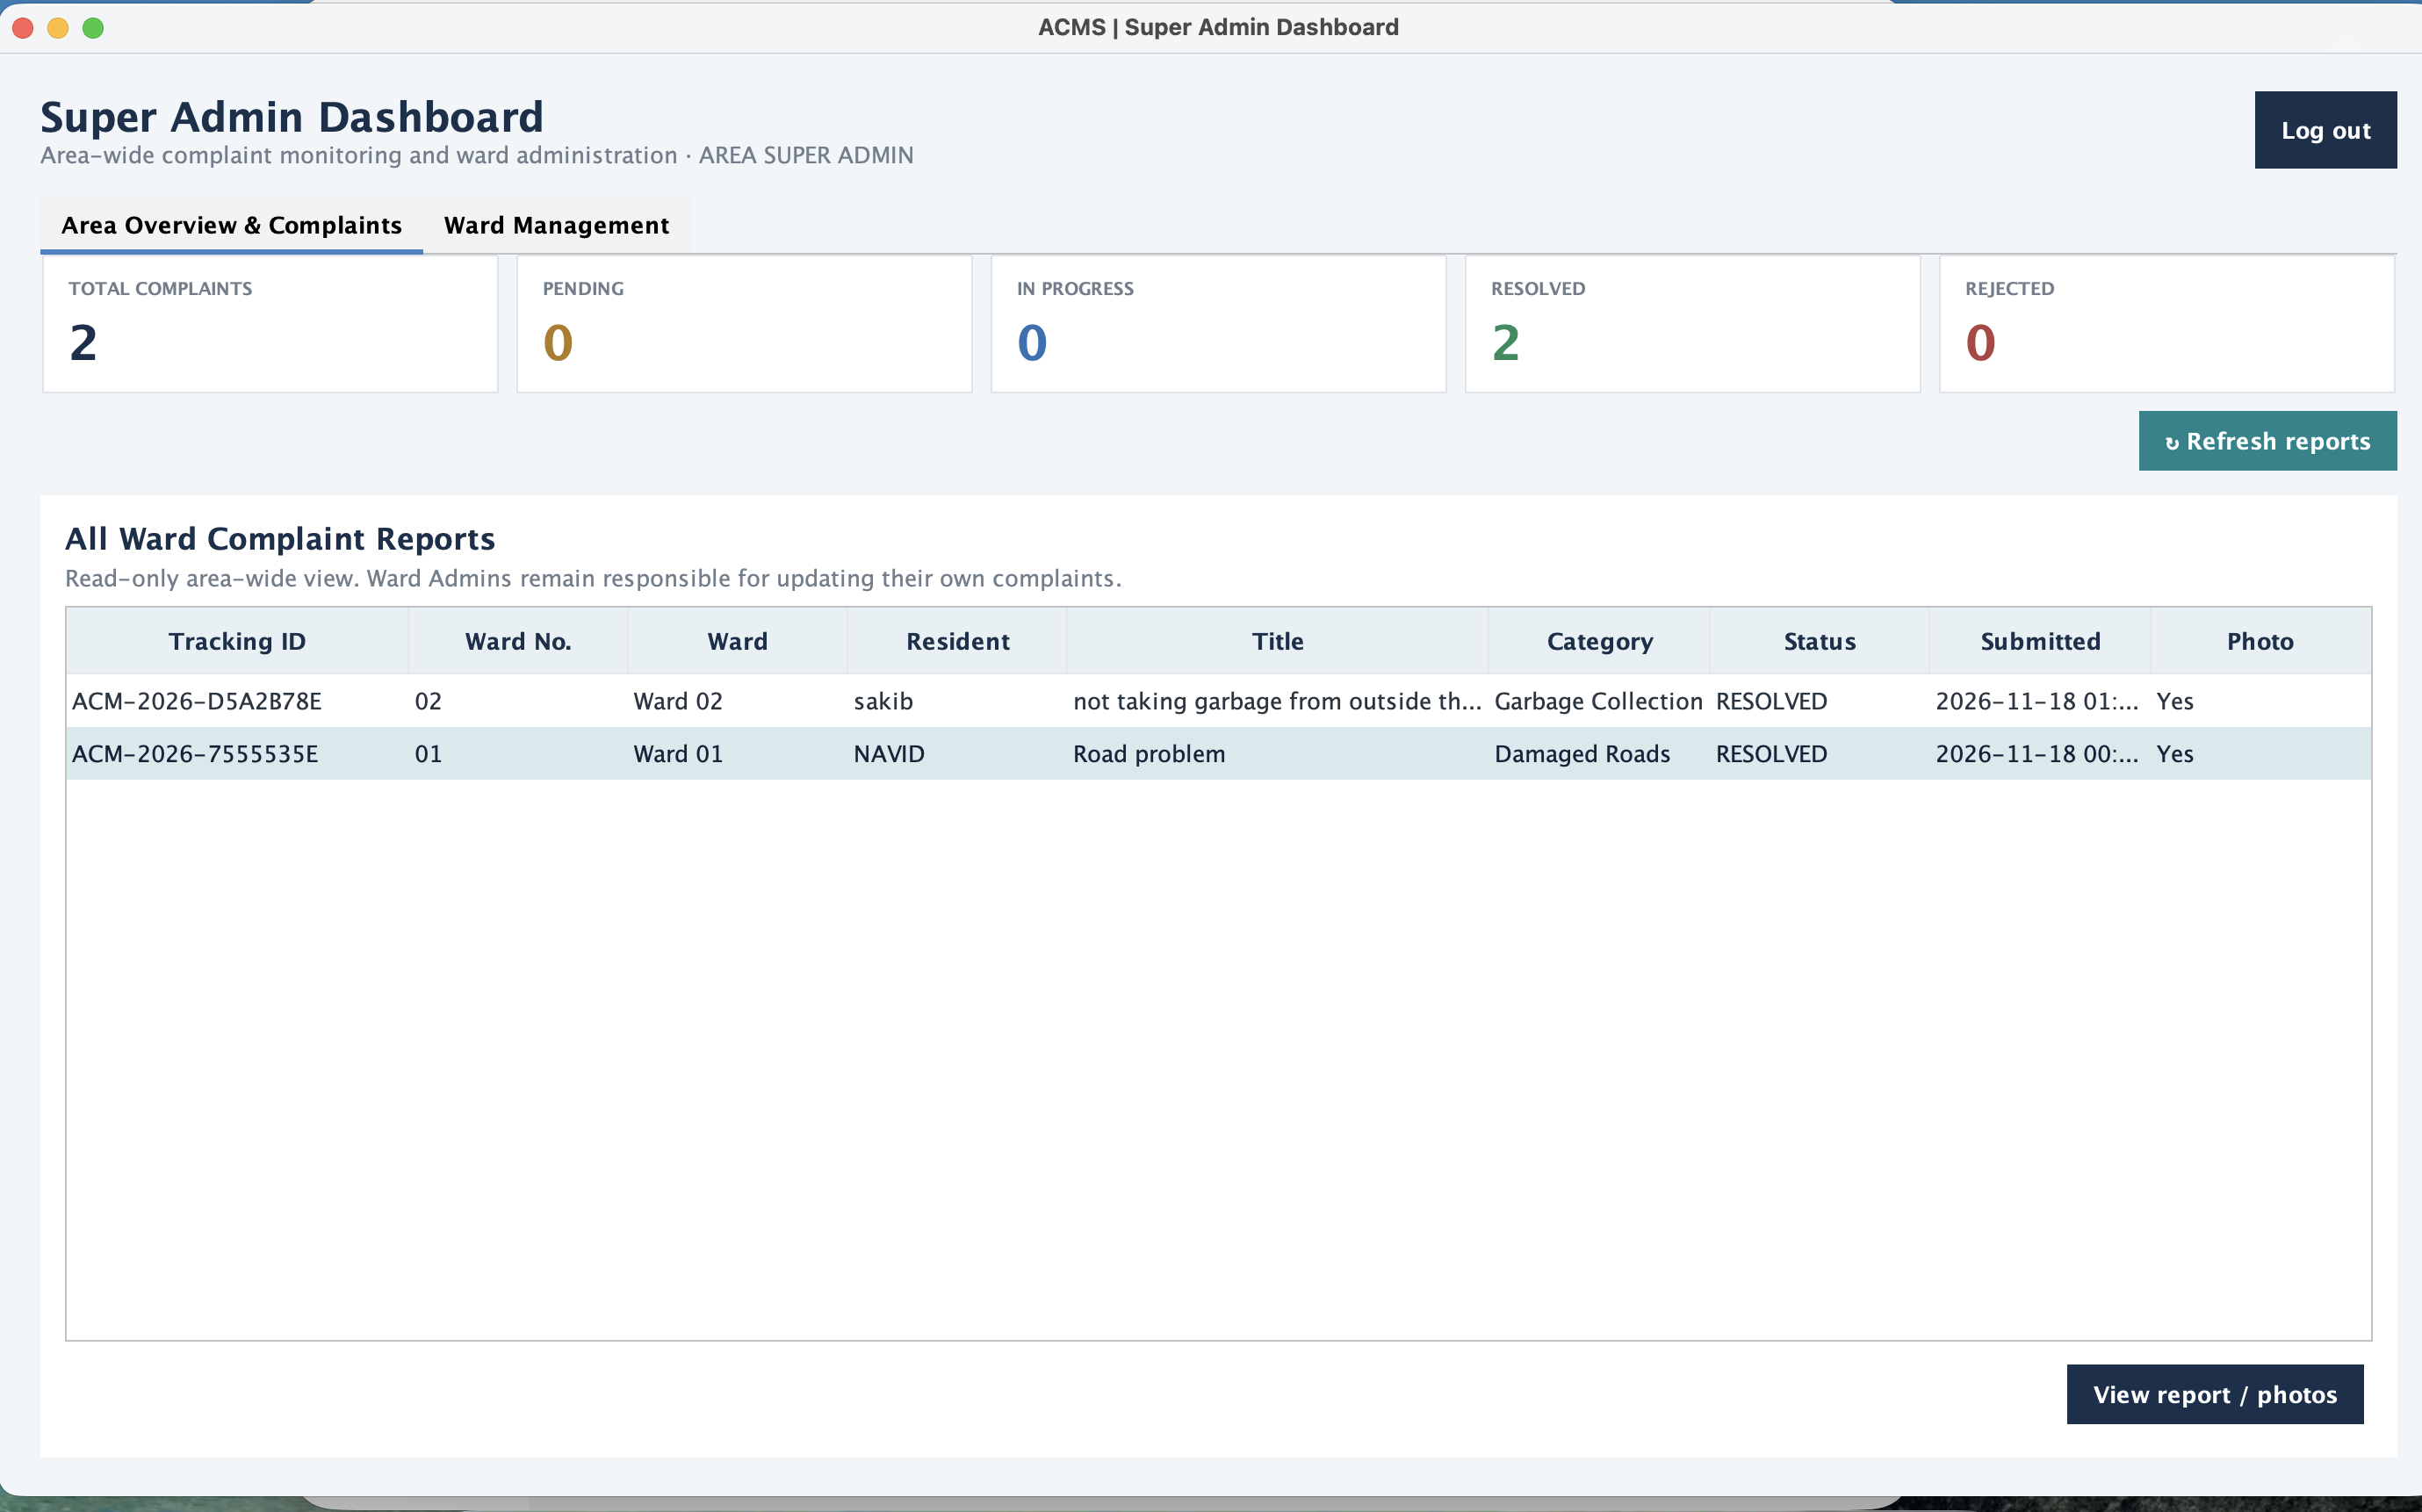 ACMS | Super Admin Dashboard
Super Admin Dashboard
Log out
Area-wide complaint monitoring and ward administration · AREA SUPER ADMIN
Area Overview & Complaints Ward Management
TOTAL COMPLAINTS PENDING IN PROGRESS RESOLVED REJECTED
2 0 0 2 0
↻ Refresh reports
All Ward Complaint Reports
Read-only area-wide view. Ward Admins remain responsible for updating their own complaints.
Tracking ID Ward No. Ward Resident Title Category Status Submitted Photo
ACM-2026-D5A2B78E 02 Ward 02 sakib not taking garbage from outside th... Garbage Collection RESOLVED 2026-11-18 01:... Yes
ACM-2026-7555535E 01 Ward 01 NAVID Road problem Damaged Roads RESOLVED 2026-11-18 00:... Yes
View report / photos